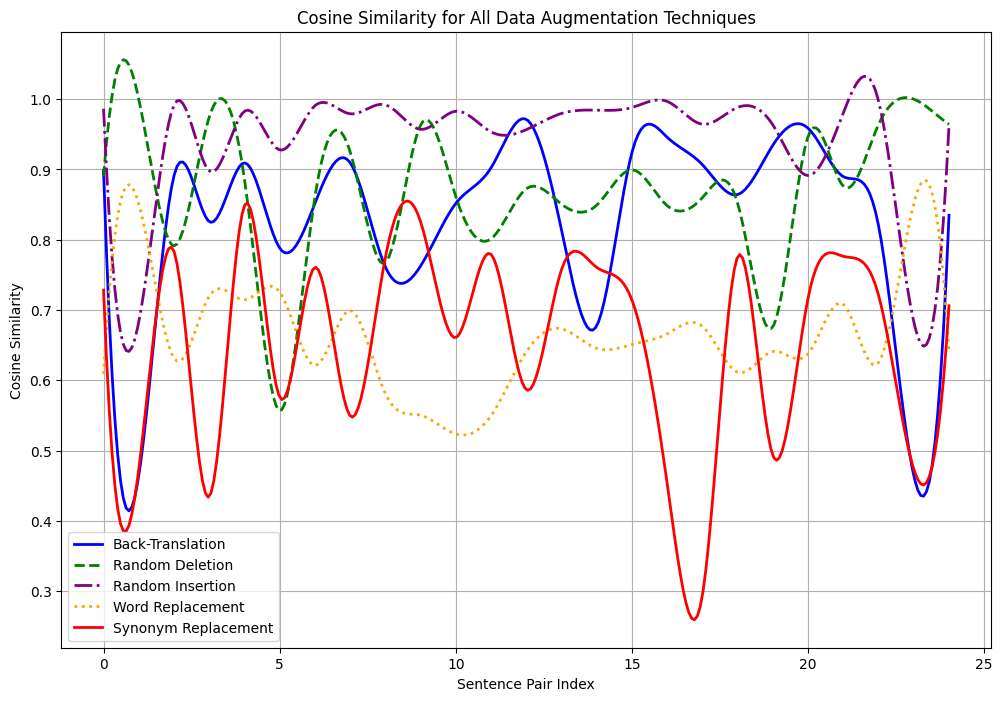 Cosine Similarity for All Data Augmentation Techniques
Cosine Similarity
1.0
0.9
0.8
0.7
0.6
0.5
0.4
0.3
Back-Translation
Random Deletion
Random Insertion
Word Replacement
Synonym Replacement
0 5 10 15 20 25
Sentence Pair Index